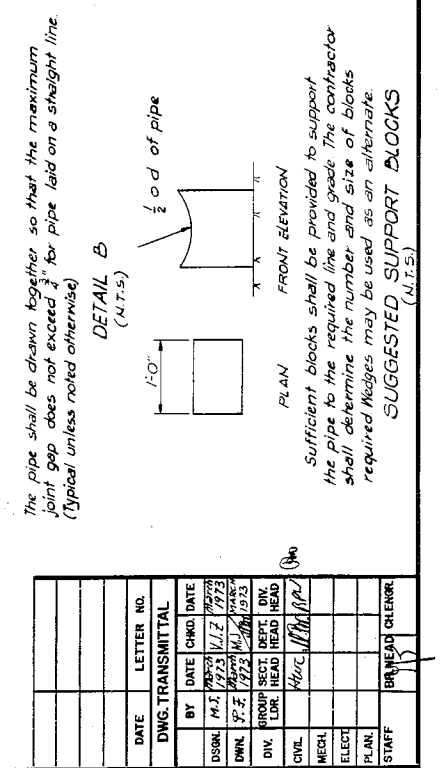 The pipe shall be drawn together so that the maximum
joint gap does not exceed 3/4" for pipe laid on a straight line.
(Typical unless noted otherwise)
DETAIL B
(N.T.S.)
1/2 o d of pipe
1'-0"
PLAN
FRONT ELEVATION
Sufficient blocks shall be provided to support
the pipe to the required line and grade. The contractor
shall determine the number and size of blocks
required. Wedges may be used as an alternate.
SUGGESTED SUPPORT BLOCKS
(N.T.S.)
DATE LETTER NO.
DWG. TRANSMITTAL
BY DATE CHKD. DATE
DSGN. M.S. March 1973 V.J.Z March 1973
DWN. P.F. March 1973 MARCH 1973
DIV. GROUP LDR. SECT. HEAD DEPT. HEAD DIV. HEAD
CIVIL
MECH.
ELECT.
PLAN.
STAFF BR. HEAD CH. ENGR.